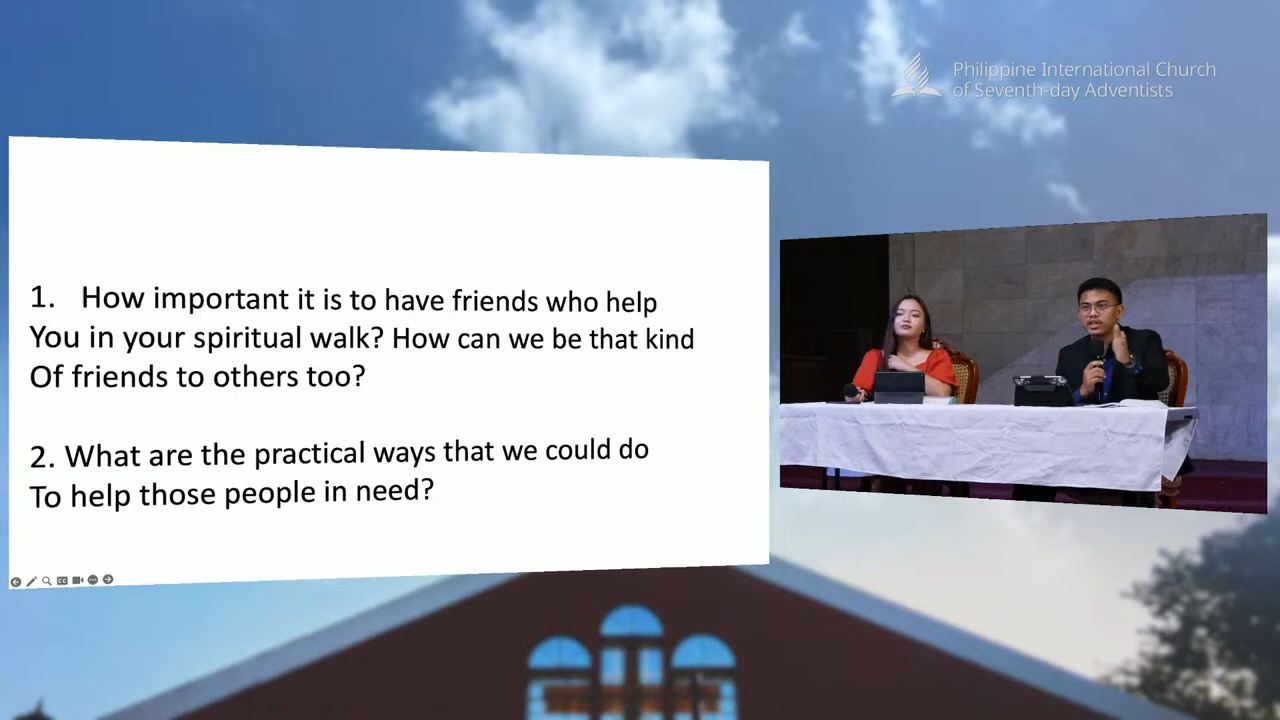 Philippine International Church
of Seventh-day Adventists
1. How important it is to have friends who help
You in your spiritual walk? How can we be that kind
Of friends to others too?
2. What are the practical ways that we could do
To help those people in need?